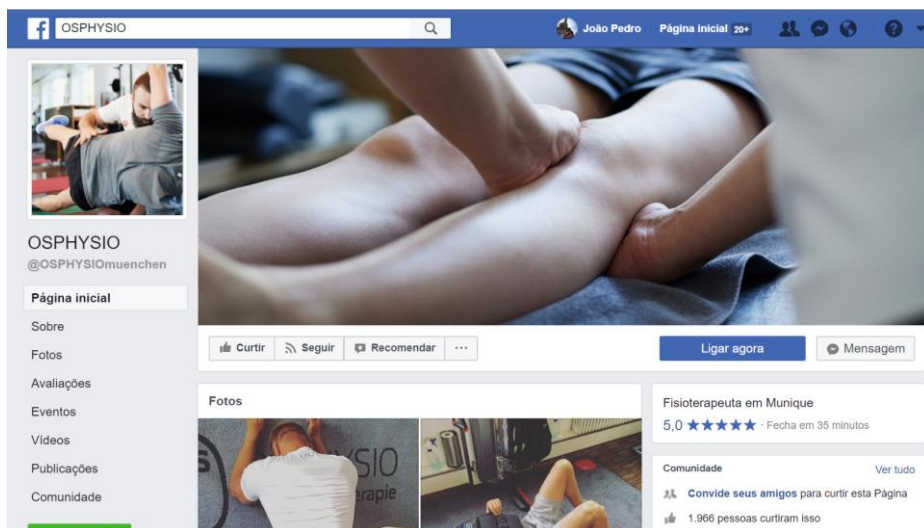 OSPHYSIO
João Pedro
Página inicial 20+
OSPHYSIO
@OSPHYSIOmuenchen
Página inicial
Sobre
Fotos
Avaliações
Eventos
Vídeos
Publicações
Comunidade
Curtir
Seguir
Recomendar
Ligar agora
Mensagem
Fotos
SIO
erapie
Fisioterapeuta em Munique
5,0 ★★★★★ · Fecha em 35 minutos
Comunidade
Ver tudo
Convide seus amigos para curtir esta Página
1.966 pessoas curtiram isso